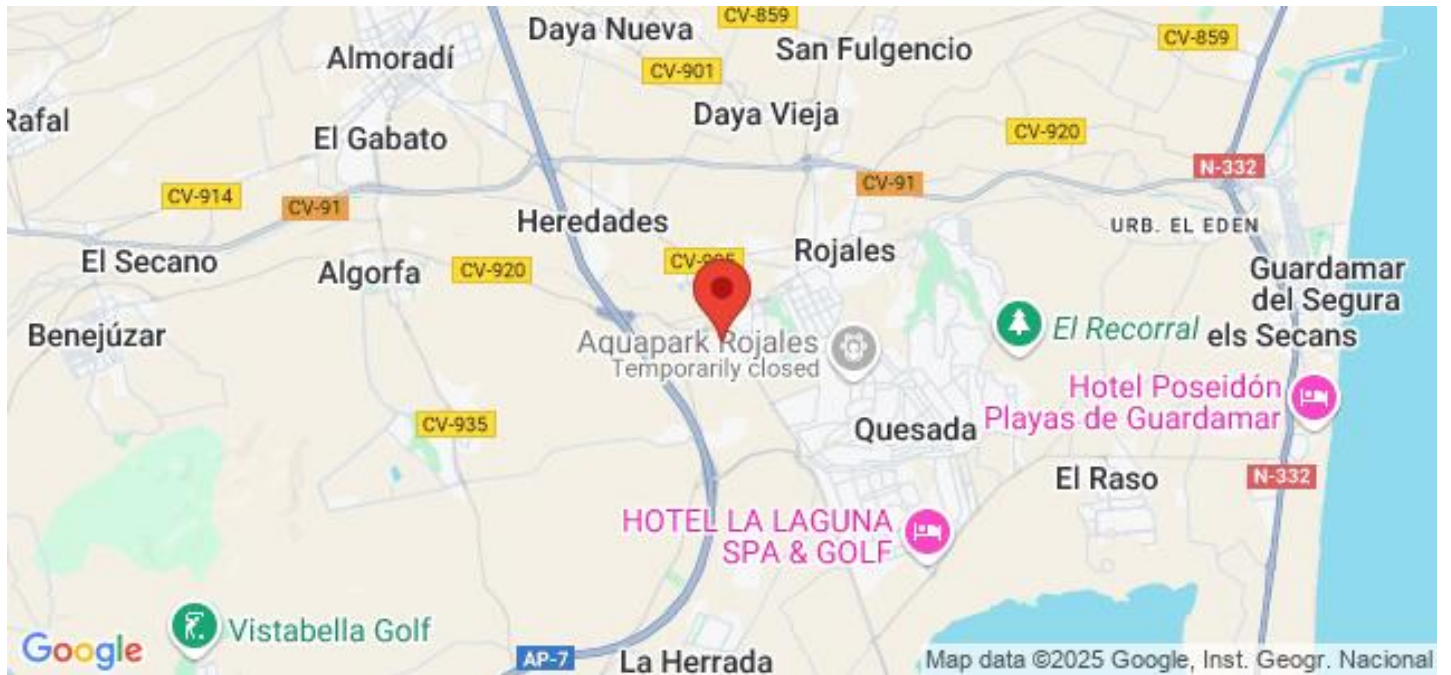 CV-859
Daya Nueva
San Fulgencio
CV-859
Almoradí
CV-901
Rafal
Daya Vieja
El Gabato
CV-920
N-332
CV-914
CV-91
CV-91
Heredades
URB. EL EDEN
El Secano
Algorfa
CV-920
Rojales
Guardamar
del Segura
Benejúzar
Aquapark Rojales
Temporarily closed
El Recorral
els Secans
Hotel Poseidón
Playas de Guardamar
CV-935
Quesada
El Raso
N-332
HOTEL LA LAGUNA
SPA & GOLF
Vistabella Golf
Google
AP-7
La Herrada
Map data ©2025 Google, Inst. Geogr. Nacional